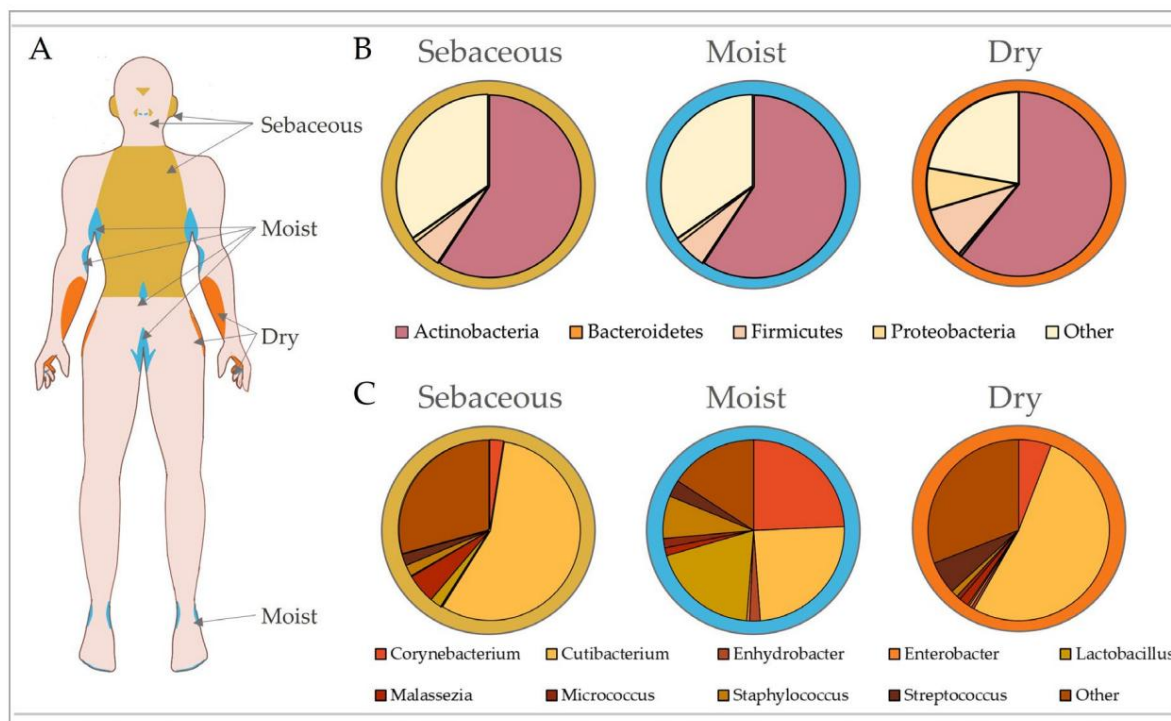 A
Sebaceous
Moist
Dry
Moist
B
Sebaceous Moist Dry
Actinobacteria Bacteroidetes Firmicutes Proteobacteria Other
C
Sebaceous Moist Dry
Corynebacterium Cutibacterium Enhydrobacter Enterobacter Lactobacillus
Malassezia Micrococcus Staphylococcus Streptococcus Other